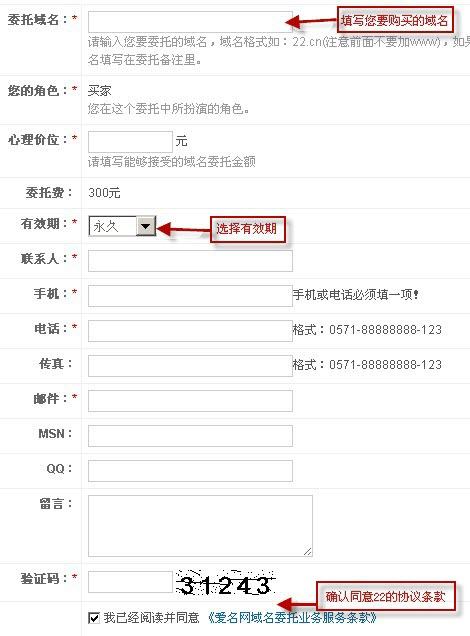 委托域名：*
填写您要购买的域名
请输入您要委托的域名，域名格式如：22.cn(注意前面不要加www)，如
名填写在委托备注里。
您的角色：* 买家
您在这个委托中所扮演的角色。
心理价位：* 元
请填写能够接受的域名委托金额
委托费： 300元
有效期：* 永久 选择有效期
联系人：*
手机：* 手机或电话必须填一项！
电话：* 格式：0571-88888888-123
传真： 格式：0571-88888888-123
邮件：*
MSN：
QQ：
留言：
验证码：* 31243
确认同意22的协议条款
我已经阅读并同意 《爱名网域名委托业务服务条款》